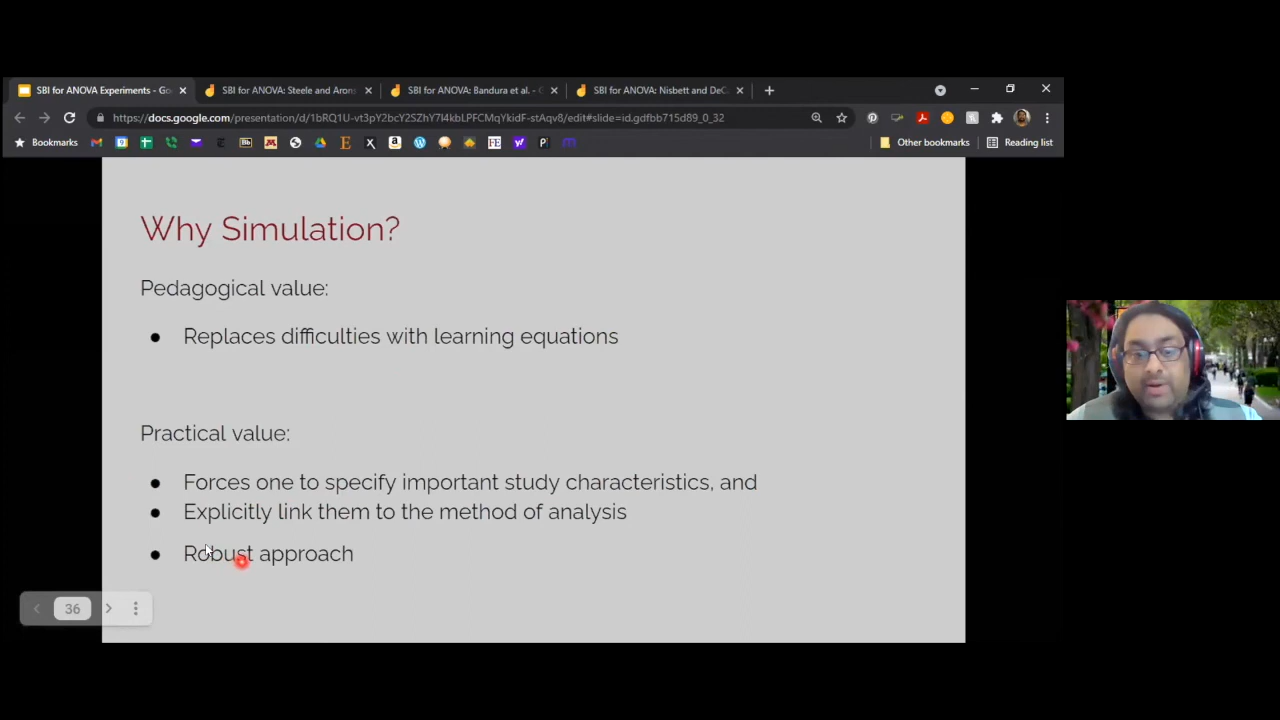 SBI for ANOVA Experiments - Go
SBI for ANOVA: Steele and Aron
SBI for ANOVA: Bandura et al. - G
SBI for ANOVA: Nisbett and DeC
https://docs.google.com/presentation/d/1bRQ1U-vt3pY2bcY2SZhY7l4kbLPFCMqYkidF-stAqv8/edit#slide=id.gdfbb715d89_0_32
Bookmarks
Other bookmarks
Reading list
Why Simulation?
Pedagogical value:
● Replaces difficulties with learning equations
Practical value:
● Forces one to specify important study characteristics, and
● Explicitly link them to the method of analysis
● Robust approach
36